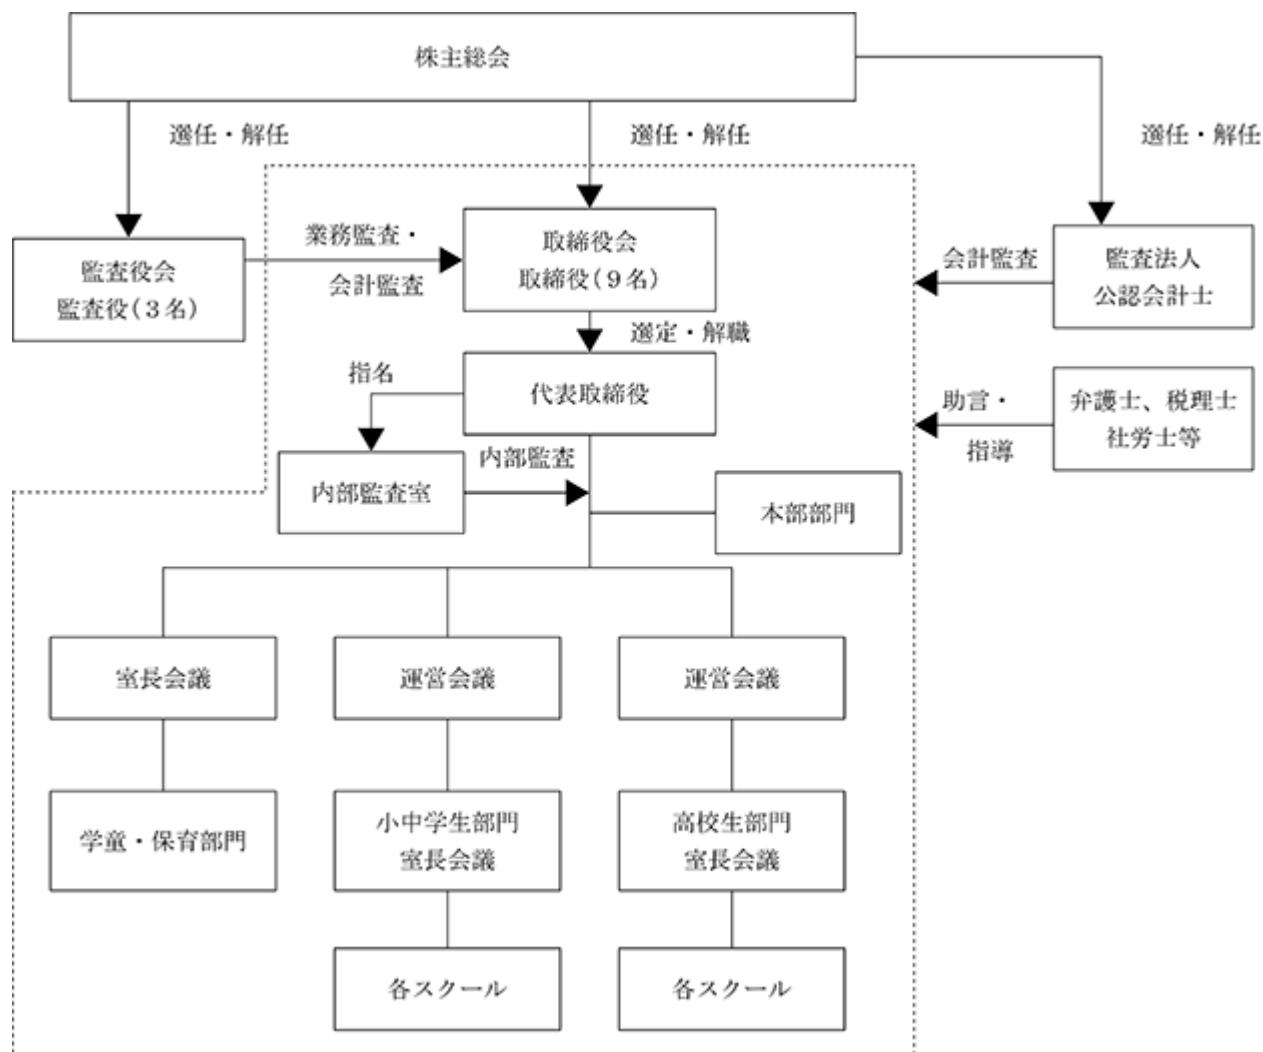 株主総会
選任・解任
選任・解任
選任・解任
業務監査・
会計監査
監査役会
監査役(3名)
取締役会
取締役(9名)
会計監査
監査法人
公認会計士
選定・解職
指名
代表取締役
助言・
指導
弁護士、税理士
社労士等
内部監査
内部監査室
本部部門
室長会議
運営会議
運営会議
学童・保育部門
小中学生部門
室長会議
高校生部門
室長会議
各スクール
各スクール